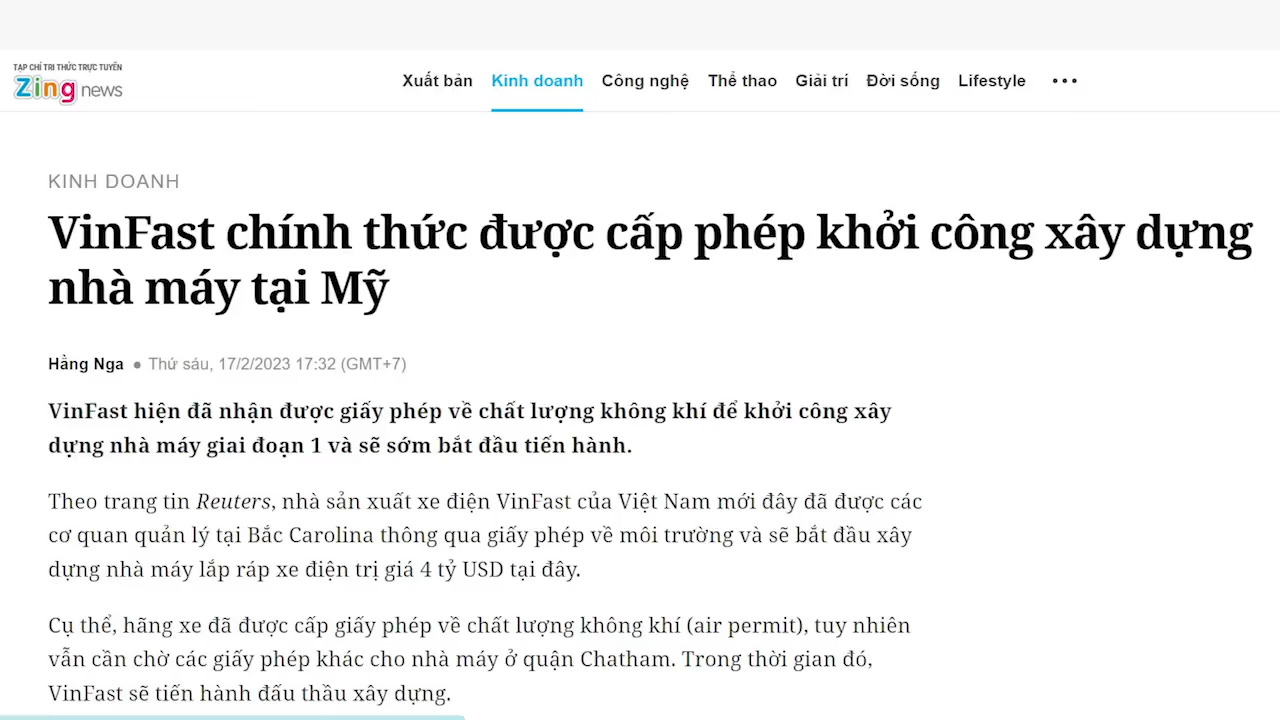 TẠP CHÍ TRI THỨC TRỰC TUYẾN
Zing news
Xuất bản Kinh doanh Công nghệ Thể thao Giải trí Đời sống Lifestyle •••
KINH DOANH
VinFast chính thức được cấp phép khởi công xây dựng
nhà máy tại Mỹ
Hằng Nga ● Thứ sáu, 17/2/2023 17:32 (GMT+7)
VinFast hiện đã nhận được giấy phép về chất lượng không khí để khởi công xây
dựng nhà máy giai đoạn 1 và sẽ sớm bắt đầu tiến hành.
Theo trang tin Reuters, nhà sản xuất xe điện VinFast của Việt Nam mới đây đã được các
cơ quan quản lý tại Bắc Carolina thông qua giấy phép về môi trường và sẽ bắt đầu xây
dựng nhà máy lắp ráp xe điện trị giá 4 tỷ USD tại đây.
Cụ thể, hãng xe đã được cấp giấy phép về chất lượng không khí (air permit), tuy nhiên
vẫn cần chờ các giấy phép khác cho nhà máy ở quận Chatham. Trong thời gian đó,
VinFast sẽ tiến hành đấu thầu xây dựng.